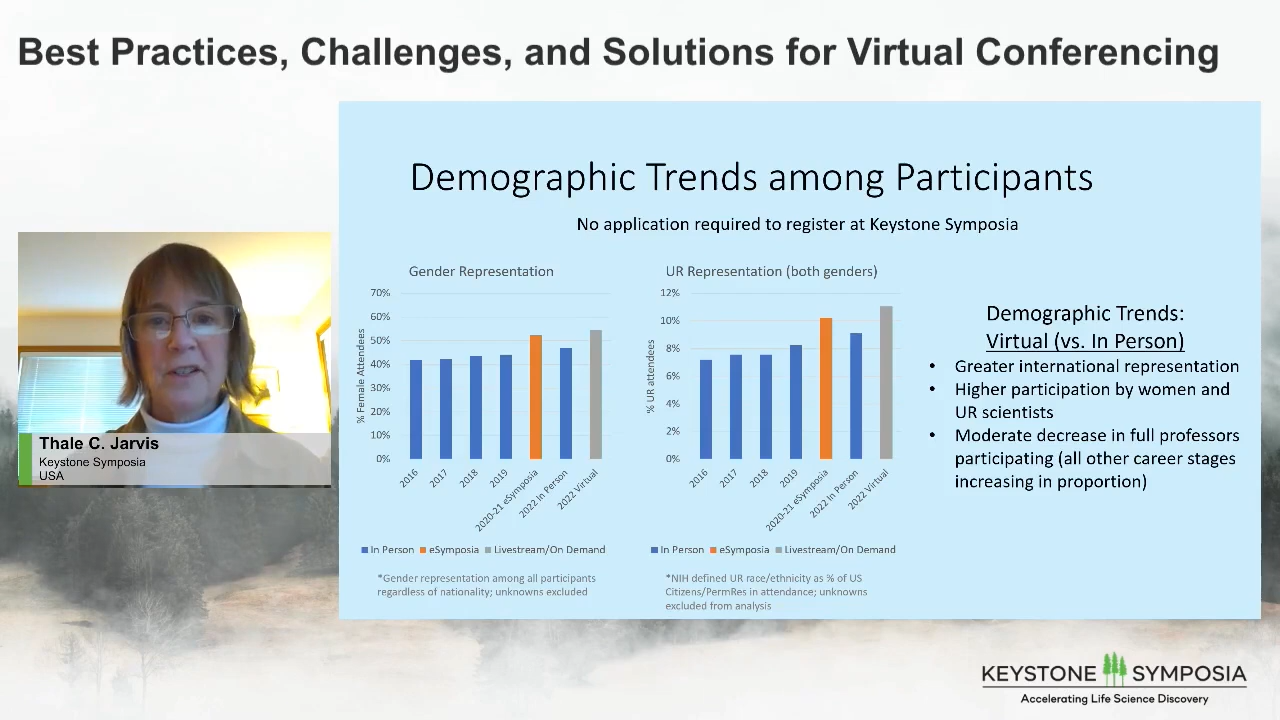 Best Practices, Challenges, and Solutions for Virtual Conferencing
Demographic Trends among Participants
No application required to register at Keystone Symposia
Gender Representation
70%
60%
50%
40%
30%
20%
10%
0%
% Female Attendees
2016
2017
2018
2019
2020-21 eSymposia
2022 In Person
2022 Virtual
In Person eSymposia Livestream/On Demand
*Gender representation among all participants
regardless of nationality; unknowns excluded
UR Representation (both genders)
12%
10%
8%
6%
4%
2%
0%
% UR attendees
2016
2017
2018
2019
2020-21 eSymposia
2022 In Person
2022 Virtual
In Person eSymposia Livestream/On Demand
*NIH defined UR race/ethnicity as % of US
Citizens/PermRes in attendance; unknowns
excluded from analysis
Demographic Trends:
Virtual (vs. In Person)
• Greater international representation
• Higher participation by women and
UR scientists
• Moderate decrease in full professors
participating (all other career stages
increasing in proportion)
Thale C. Jarvis
Keystone Symposia
USA
KEYSTONE SYMPOSIA
Accelerating Life Science Discovery